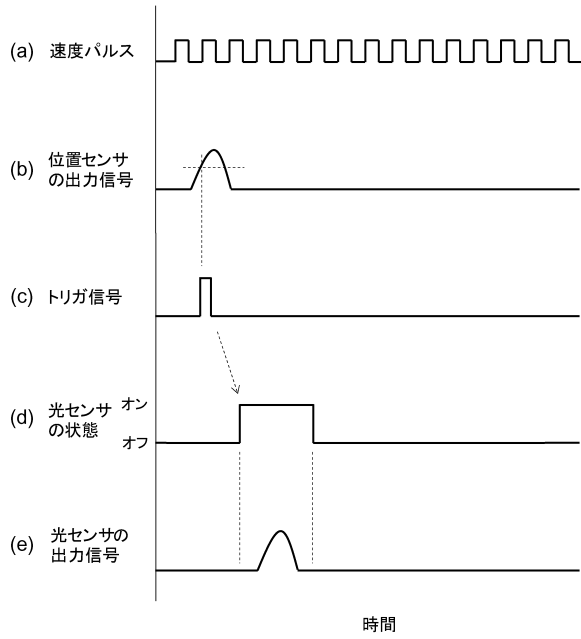 (a) 速度パルス
(b) 位置センサ
の出力信号
(c) トリガ信号
(d) 光センサ
の状態
オン
オフ
(e) 光センサの
出力信号
時間